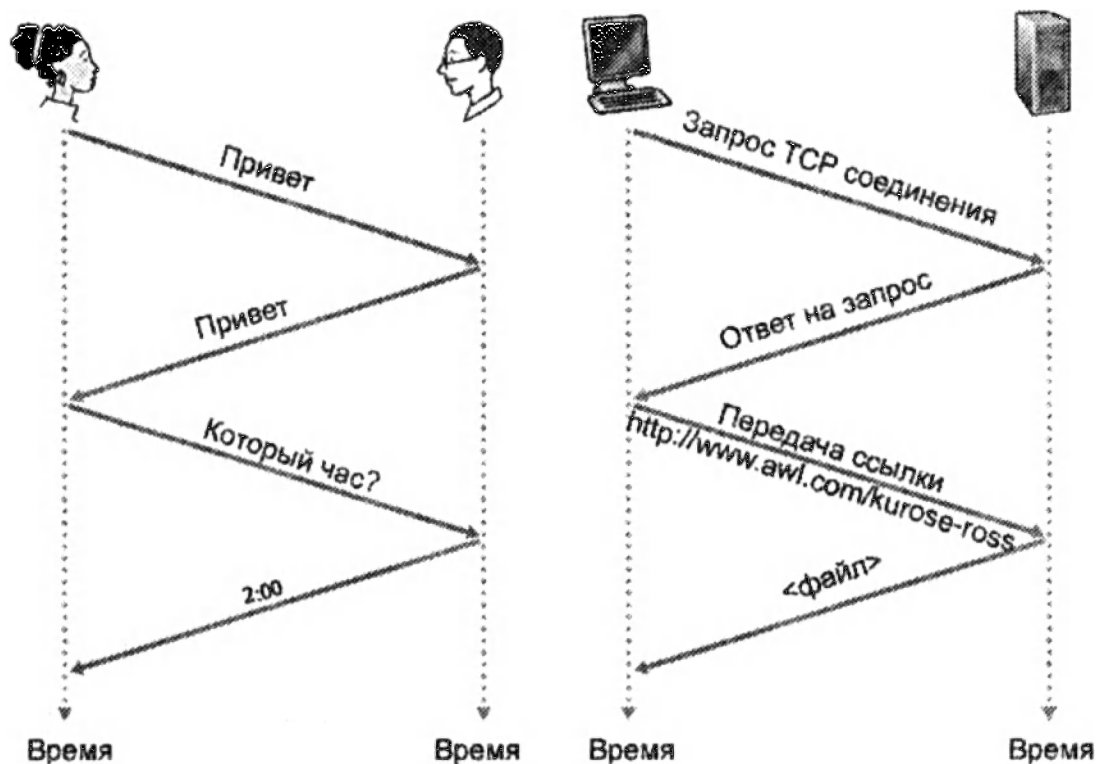 Привет
Привет
Который час?
2:00
Время
Время
Запрос TCP соединения
Ответ на запрос
Передача ссылки
http://www.awl.com/kurose-ross
<файл>
Время
Время